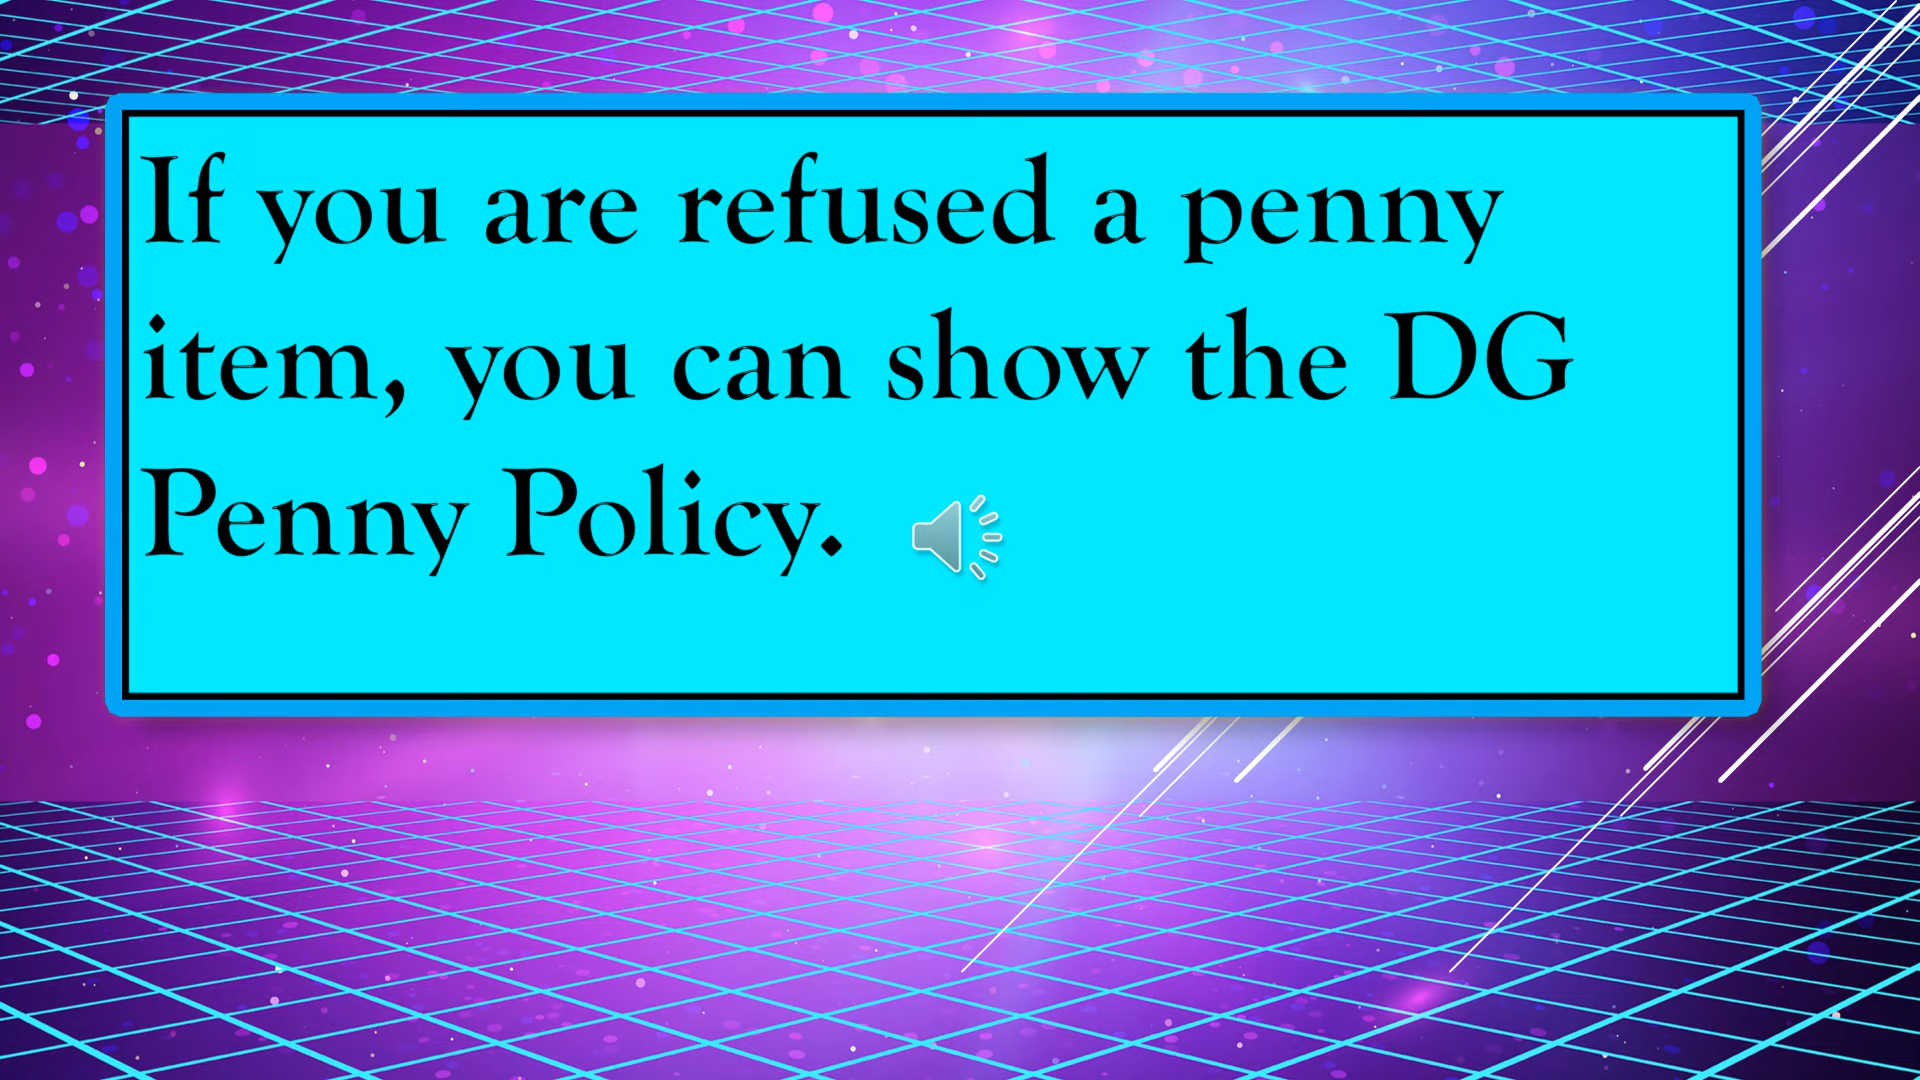 If you are refused a penny
item, you can show the DG
Penny Policy.